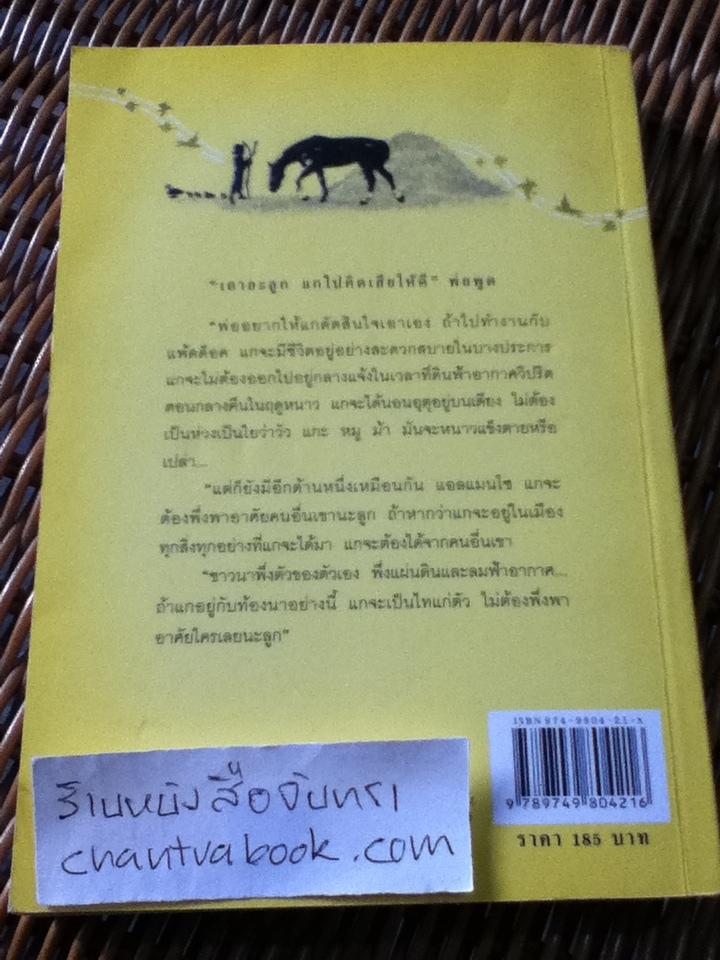 "เอาละลูก แกไปคิดเสียให้ดี" พ่อพูด
"พ่ออยากให้แกตัดสินใจเอาเอง ถ้าไปทำงานกับ
แพ้ดด็อค แกจะมีชีวิตอยู่อย่างสะดวกสบายในบางประการ
แกจะไม่ต้องออกไปอยู่กลางแจ้งในเวลาที่ดินฟ้าอากาศวิปริต
ตอนกลางคืนในฤดูหนาว แกจะได้นอนอุตุอยู่บนเตียง ไม่ต้อง
เป็นห่วงเป็นใยว่าวัว แกะ หมู ม้า มันจะหนาวแข็งตายหรือ
เปล่า...
"แต่ก็ยังมีอีกด้านหนึ่งเหมือนกัน แอลแมนโซ แกจะ
ต้องพึ่งพาอาศัยคนอื่นเขานะลูก ถ้าหากว่าแกจะอยู่ในเมือง
ทุกสิ่งทุกอย่างที่แกจะได้มา แกจะต้องได้จากคนอื่นเขา
"ชาวนาพึ่งตัวของตัวเอง พึ่งแผ่นดินและลมฟ้าอากาศ...
ถ้าแกอยู่กับท้องนาอย่างนี้ แกจะเป็นไทแก่ตัว ไม่ต้องพึ่งพา
อาศัยใครเลยนะลูก"
ISBN 974-9804-21-x
9 789749 804216
ราคา 185 บาท
ร้านหนังสือจันทรา
chantrabook.com